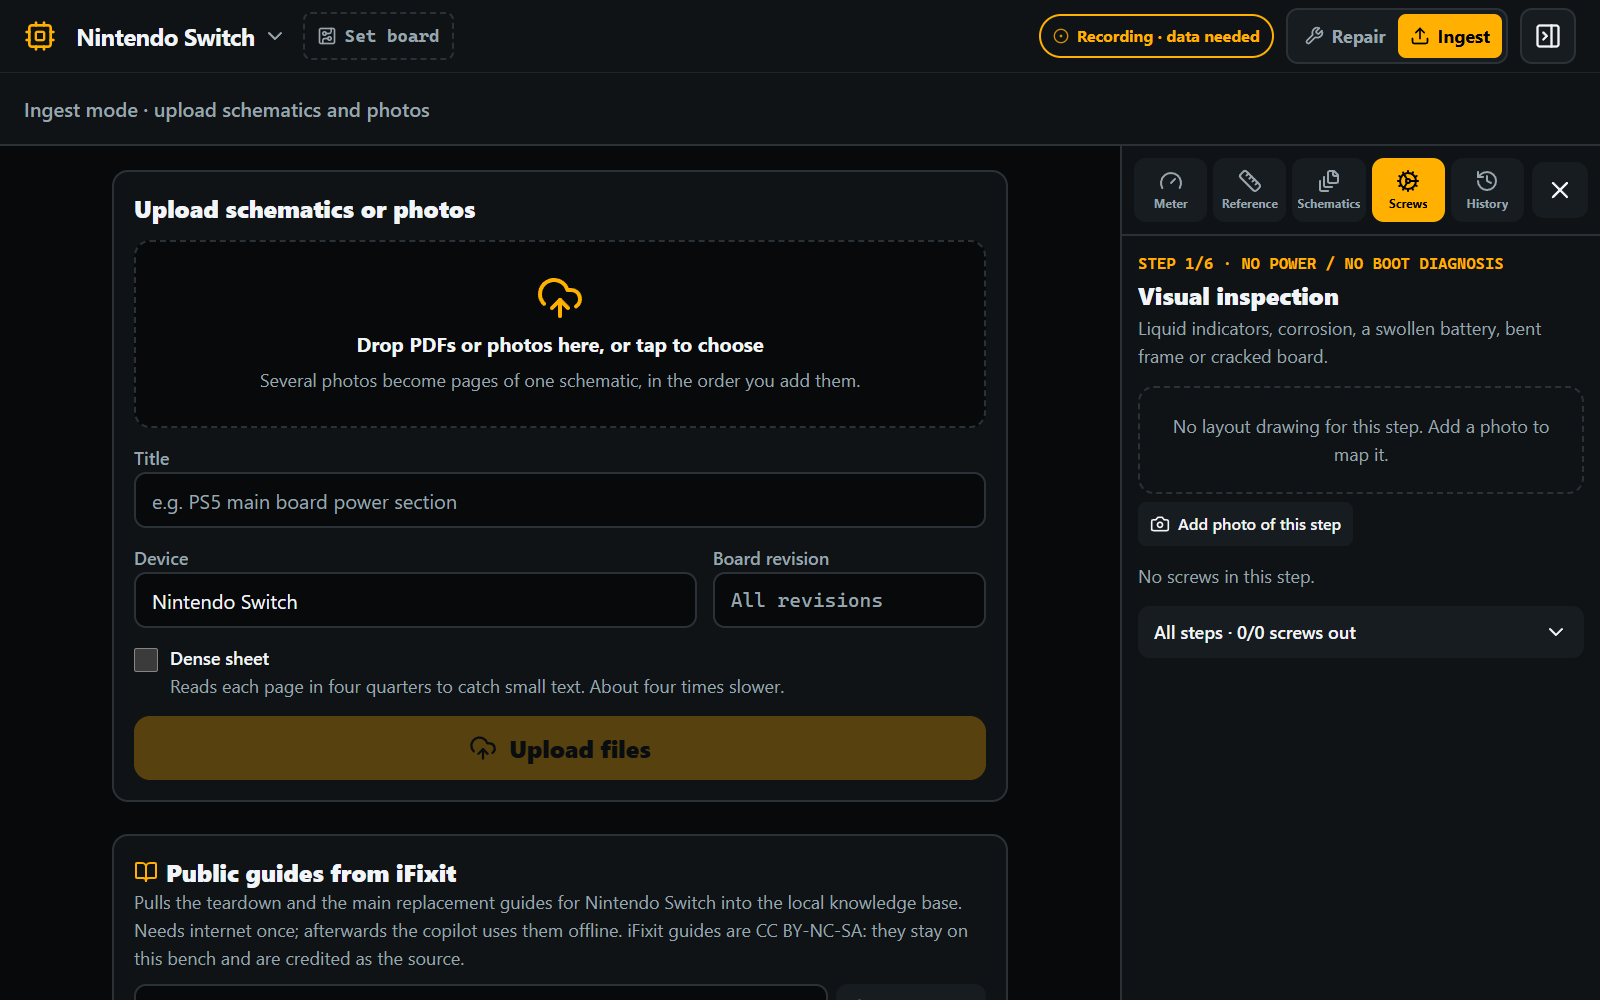 Nintendo Switch
Set board
Recording · data needed
Repair
Ingest
Ingest mode · upload schematics and photos
Upload schematics or photos
Drop PDFs or photos here, or tap to choose
Several photos become pages of one schematic, in the order you add them.
Title
e.g. PS5 main board power section
Device
Board revision
Nintendo Switch
All revisions
Dense sheet
Reads each page in four quarters to catch small text. About four times slower.
Upload files
Public guides from iFixit
Pulls the teardown and the main replacement guides for Nintendo Switch into the local knowledge base.
Needs internet once; afterwards the copilot uses them offline. iFixit guides are CC BY-NC-SA: they stay on
this bench and are credited as the source.
Meter
Reference
Schematics
Screws
History
STEP 1/6 · NO POWER / NO BOOT DIAGNOSIS
Visual inspection
Liquid indicators, corrosion, a swollen battery, bent
frame or cracked board.
No layout drawing for this step. Add a photo to
map it.
Add photo of this step
No screws in this step.
All steps · 0/0 screws out